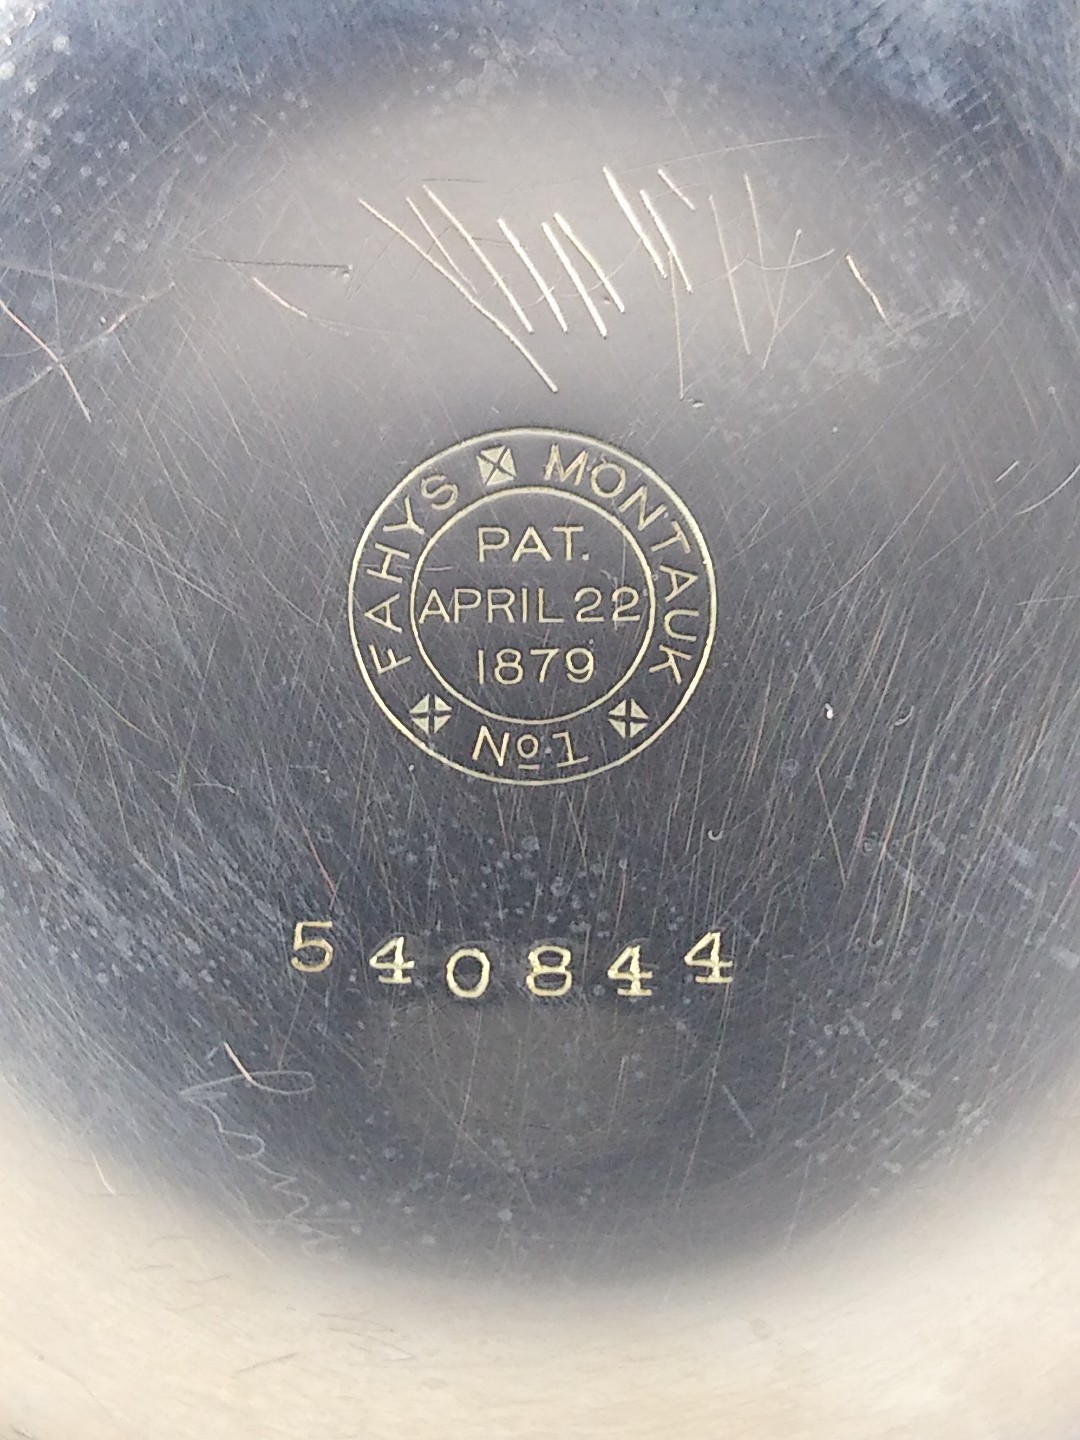 FAHYS MONTAUK
No 1
PAT.
APRIL 22
1879
540844